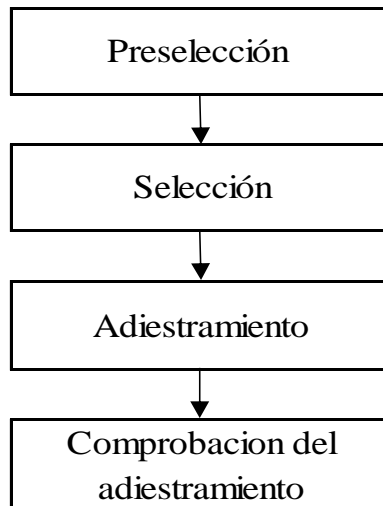 Preselección
Selección
Adiestramiento
Comprobacion del
adiestramiento